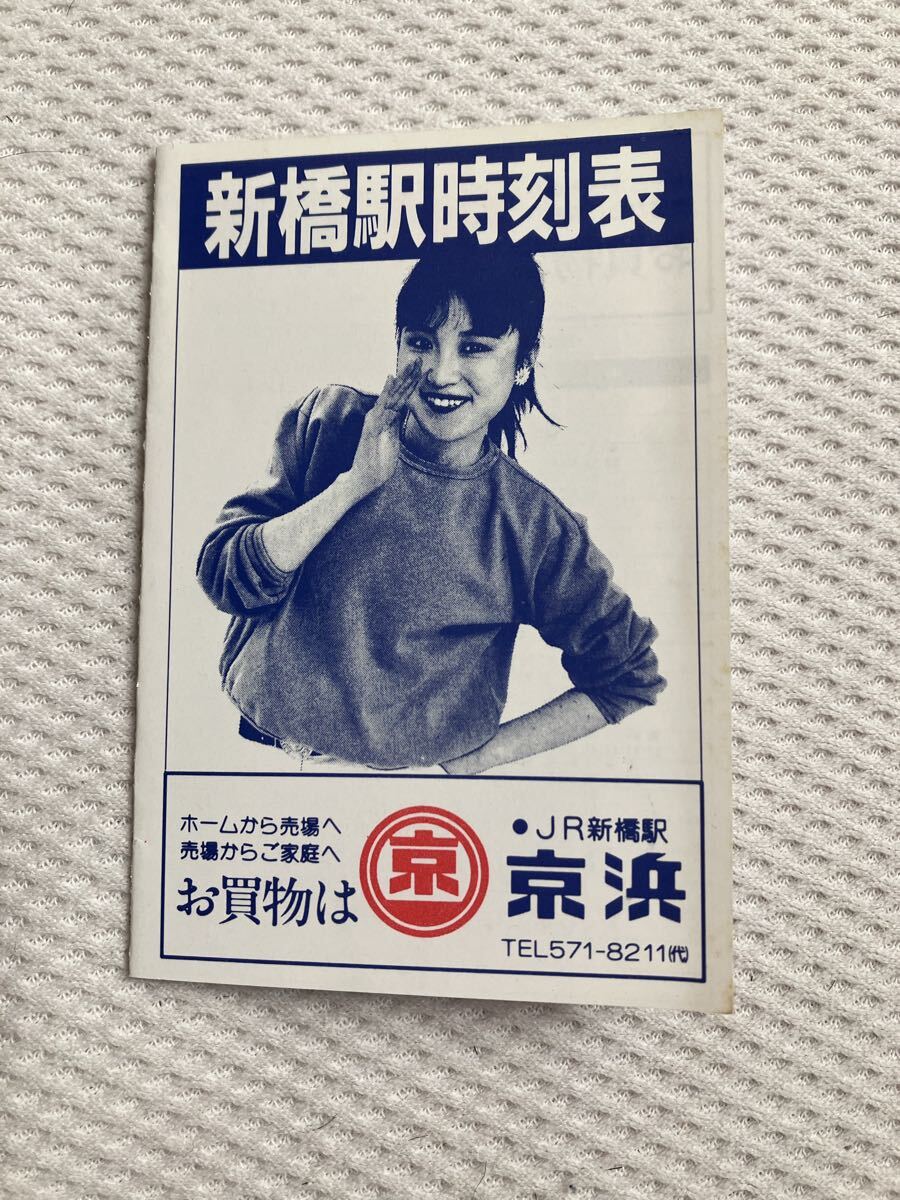 新橋駅時刻表
ホームから売場へ
売場からご家庭へ
お買物は
京
●JR新橋駅
京浜
TEL571-8211㈹